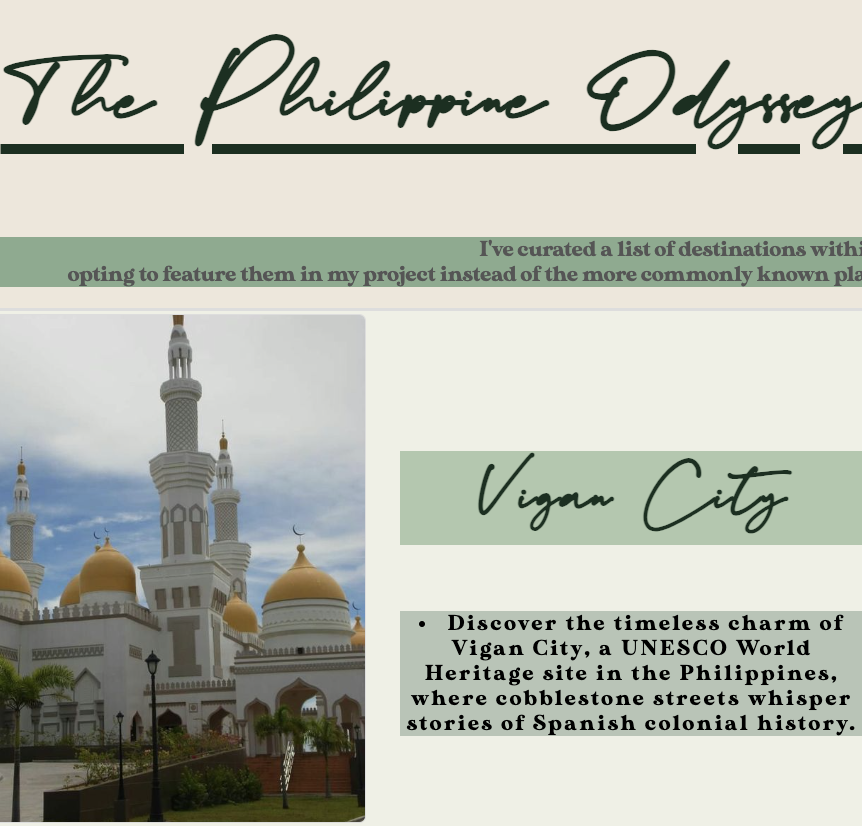 The Philippine Odyssey
I've curated a list of destinations withi
opting to feature them in my project instead of the more commonly known pla
Vigan City
• Discover the timeless charm of
Vigan City, a UNESCO World
Heritage site in the Philippines,
where cobblestone streets whisper
stories of Spanish colonial history.